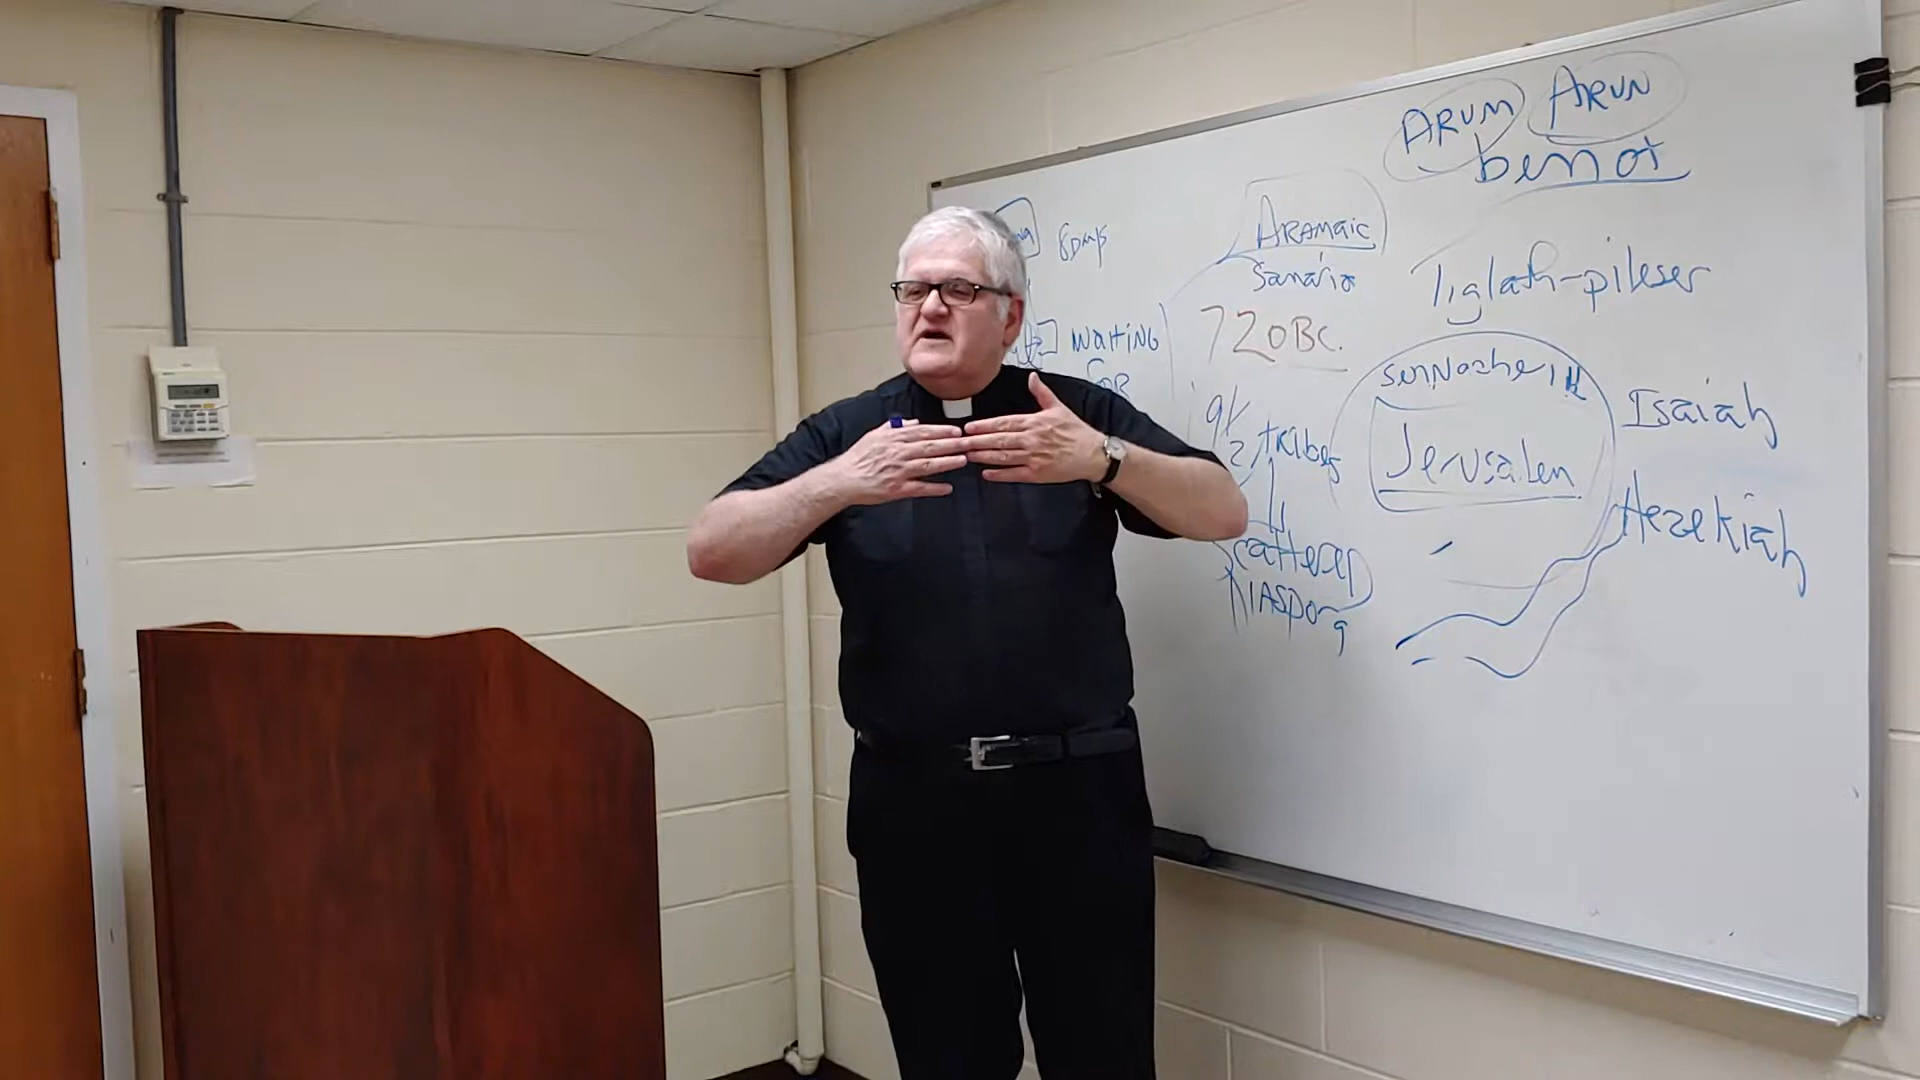 ARUM ARUN
bennot
ARAMAIC
Samaria
Tiglath-pileser
720BC.
WAITING
FOR
9 1/2 tribes
scattered
DIASPORA
Sennacherib
Jerusalem
Isaiah
Hezekiah